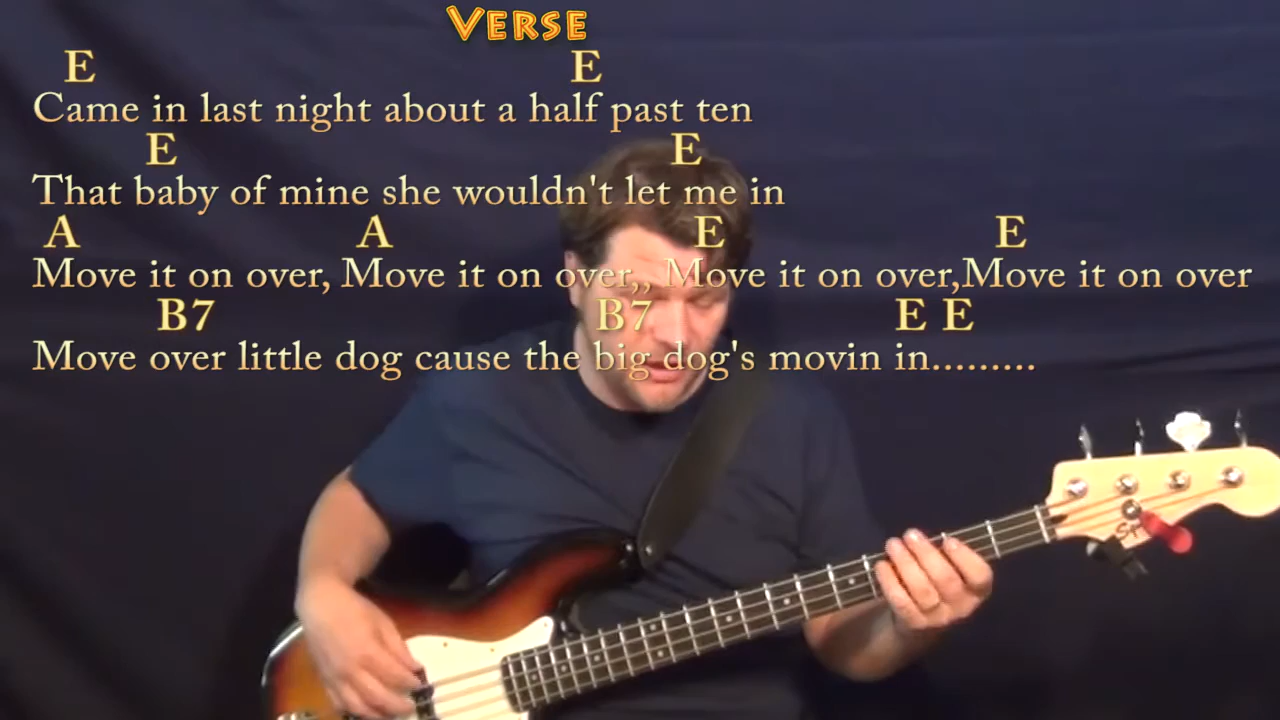 VERSE
E E
Came in last night about a half past ten
E E
That baby of mine she wouldn't let me in
A A E E
Move it on over, Move it on over,, Move it on over,Move it on over
B7 B7 E E
Move over little dog cause the big dog's movin in.........